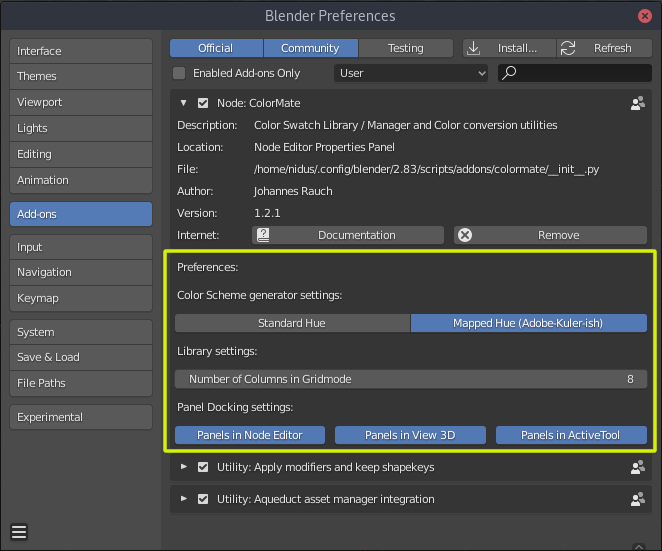 Blender Preferences
Interface
Themes
Viewport
Lights
Editing
Animation
Add-ons
Input
Navigation
Keymap
System
Save & Load
File Paths
Experimental
Official Community Testing Install... Refresh
Enabled Add-ons Only User
Node: ColorMate
Description: Color Swatch Library / Manager and Color conversion utilities
Location: Node Editor Properties Panel
File: /home/nidus/.config/blender/2.83/scripts/addons/colormate/__init__.py
Author: Johannes Rauch
Version: 1.2.1
Internet: Documentation Remove
Preferences:
Color Scheme generator settings:
Standard Hue Mapped Hue (Adobe-Kuler-ish)
Library settings:
Number of Columns in Gridmode 8
Panel Docking settings:
Panels in Node Editor Panels in View 3D Panels in ActiveTool
Utility: Apply modifiers and keep shapekeys
Utility: Aqueduct asset manager integration